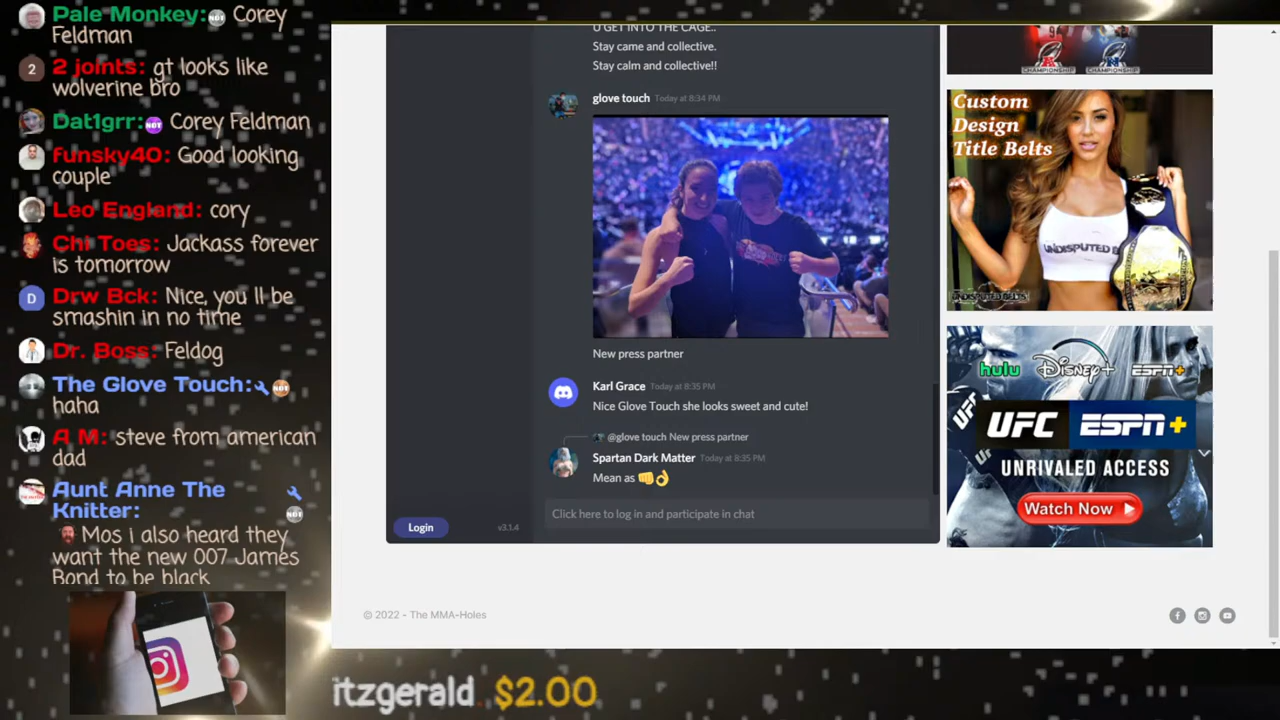 Pale Monkey: Corey
Feldman
2 joints: gt looks like
wolverine bro
Dat1grr: Corey Feldman
funsky40: Good looking
couple
Leo England: cory
Chi Toes: Jackass forever
is tomorrow
Drw Bck: Nice, you ll be
smashin in no time
Dr. Boss: Feldog
The Glove Touch:
haha
A M: steve from american
dad
Aunt Anne The
Knitter:
Mos i also heard they
want the new 007 James
Bond to be black
U GET INTO THE CAGE..
Stay came and collective.
Stay calm and collective!!
glove touch Today at 8:34 PM
New press partner
Karl Grace Today at 8:35 PM
Nice Glove Touch she looks sweet and cute!
@glove touch New press partner
Spartan Dark Matter Today at 8:35 PM
Mean as 👊👌
Click here to log in and participate in chat
Login
v3.1.4
CHAMPIONSHIP
CHAMPIONSHIP
Custom
Design
Title Belts
UNDISPUTED B
hulu Disney+ ESPN+
UFC
UFC ESPN+
UNRIVALED ACCESS
Watch Now
© 2022 - The MMA-Holes
itzgerald $2.00